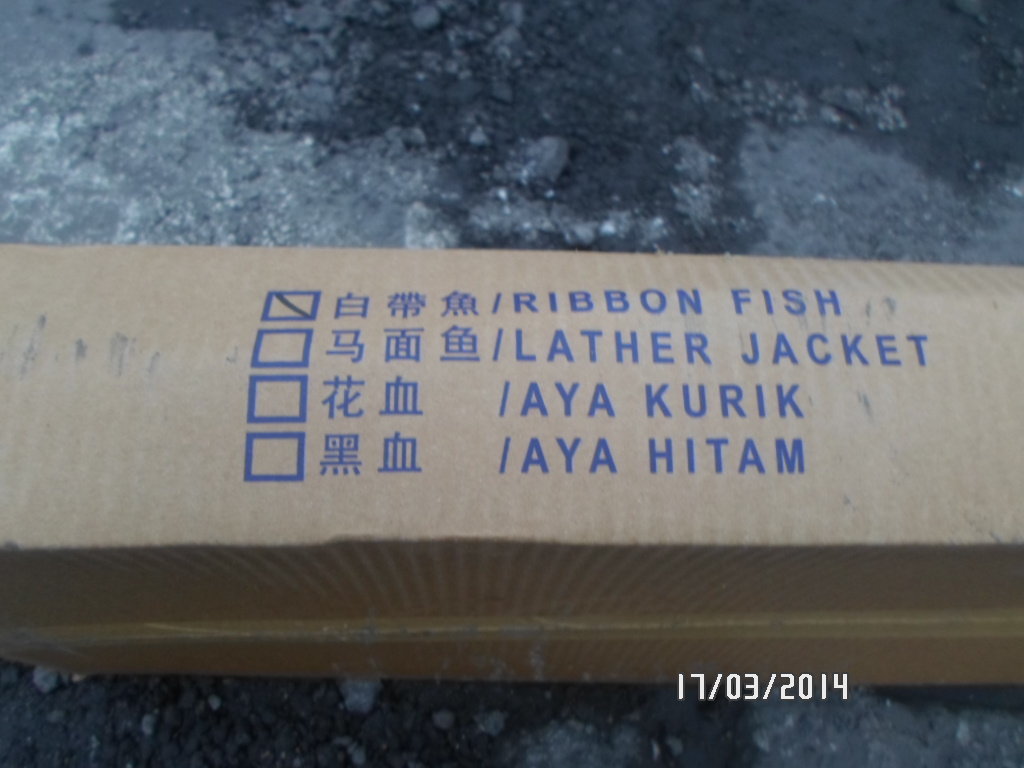 白帶魚/RIBBON FISH
马面鱼/LATHER JACKET
花血 /AYA KURIK
黑血 /AYA HITAM
17/03/2014